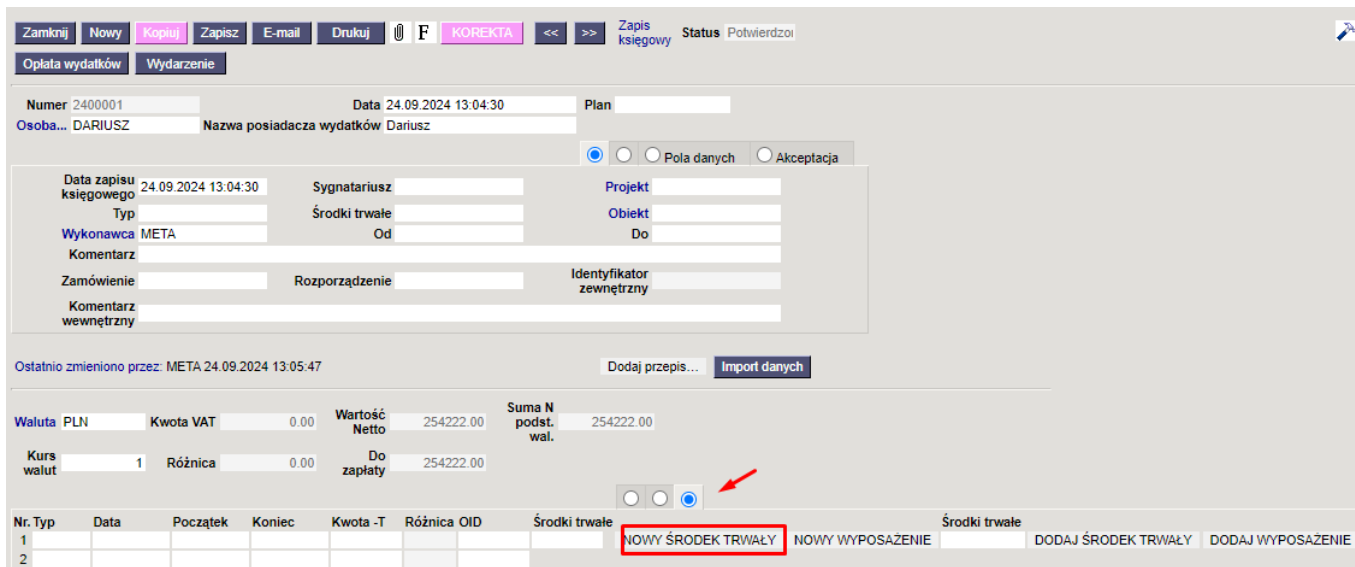 Zamknij Nowy Kopiuj Zapisz E-mail Drukuj F KOREKTA << >> Zapis księgowy Status Potwierdzoi
Opłata wydatków Wydarzenie
Numer 2400001 Data 24.09.2024 13:04:30 Plan
Osoba... DARIUSZ Nazwa posiadacza wydatków Dariusz
Pola danych Akceptacja
Data zapisu księgowego 24.09.2024 13:04:30 Sygnatariusz Projekt
Typ Środki trwałe Obiekt
Wykonawca META Od Do
Komentarz
Zamówienie Rozporządzenie Identyfikator zewnętrzny
Komentarz wewnętrzny
Ostatnio zmieniono przez: META 24.09.2024 13:05:47 Dodaj przepis... Import danych
Waluta PLN Kwota VAT 0.00 Wartość Netto 254222.00 Suma N podst. wal. 254222.00
Kurs walut 1 Różnica 0.00 Do zapłaty 254222.00
Nr. Typ Data Początek Koniec Kwota -T Różnica OID Środki trwałe Środki trwałe
1 NOWY ŚRODEK TRWAŁY NOWY WYPOSAŻENIE DODAJ ŚRODEK TRWAŁY DODAJ WYPOSAŻENIE
2